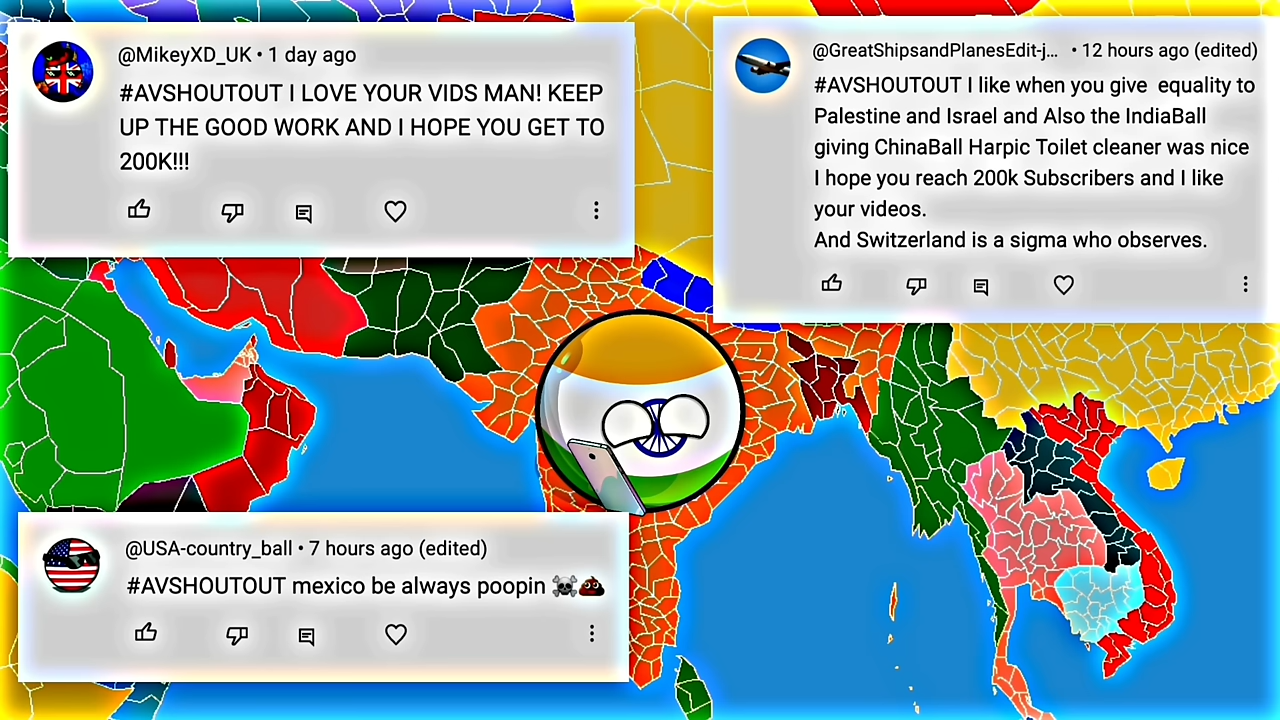 @MikeyXD_UK • 1 day ago
#AVSHOUTOUT I LOVE YOUR VIDS MAN! KEEP
UP THE GOOD WORK AND I HOPE YOU GET TO
200K!!!
@GreatShipsandPlanesEdit-j... • 12 hours ago (edited)
#AVSHOUTOUT I like when you give equality to
Palestine and Israel and Also the IndiaBall
giving ChinaBall Harpic Toilet cleaner was nice
I hope you reach 200k Subscribers and I like
your videos.
And Switzerland is a sigma who observes.
@USA-country_ball • 7 hours ago (edited)
#AVSHOUTOUT mexico be always poopin ☠️💩